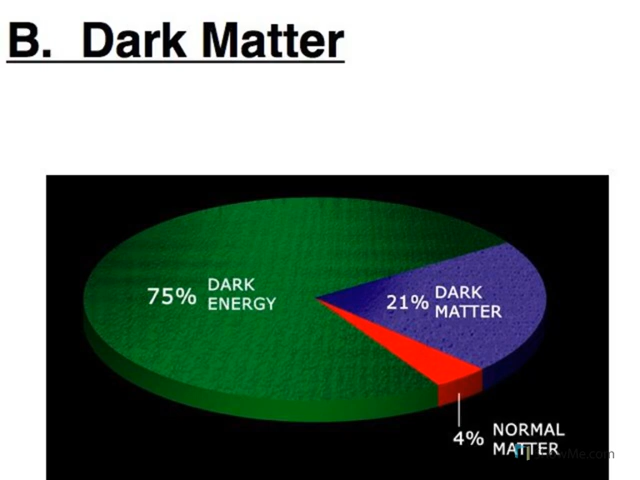 B. Dark Matter
75% DARK
ENERGY
21% DARK
MATTER
4% NORMAL
MATTER